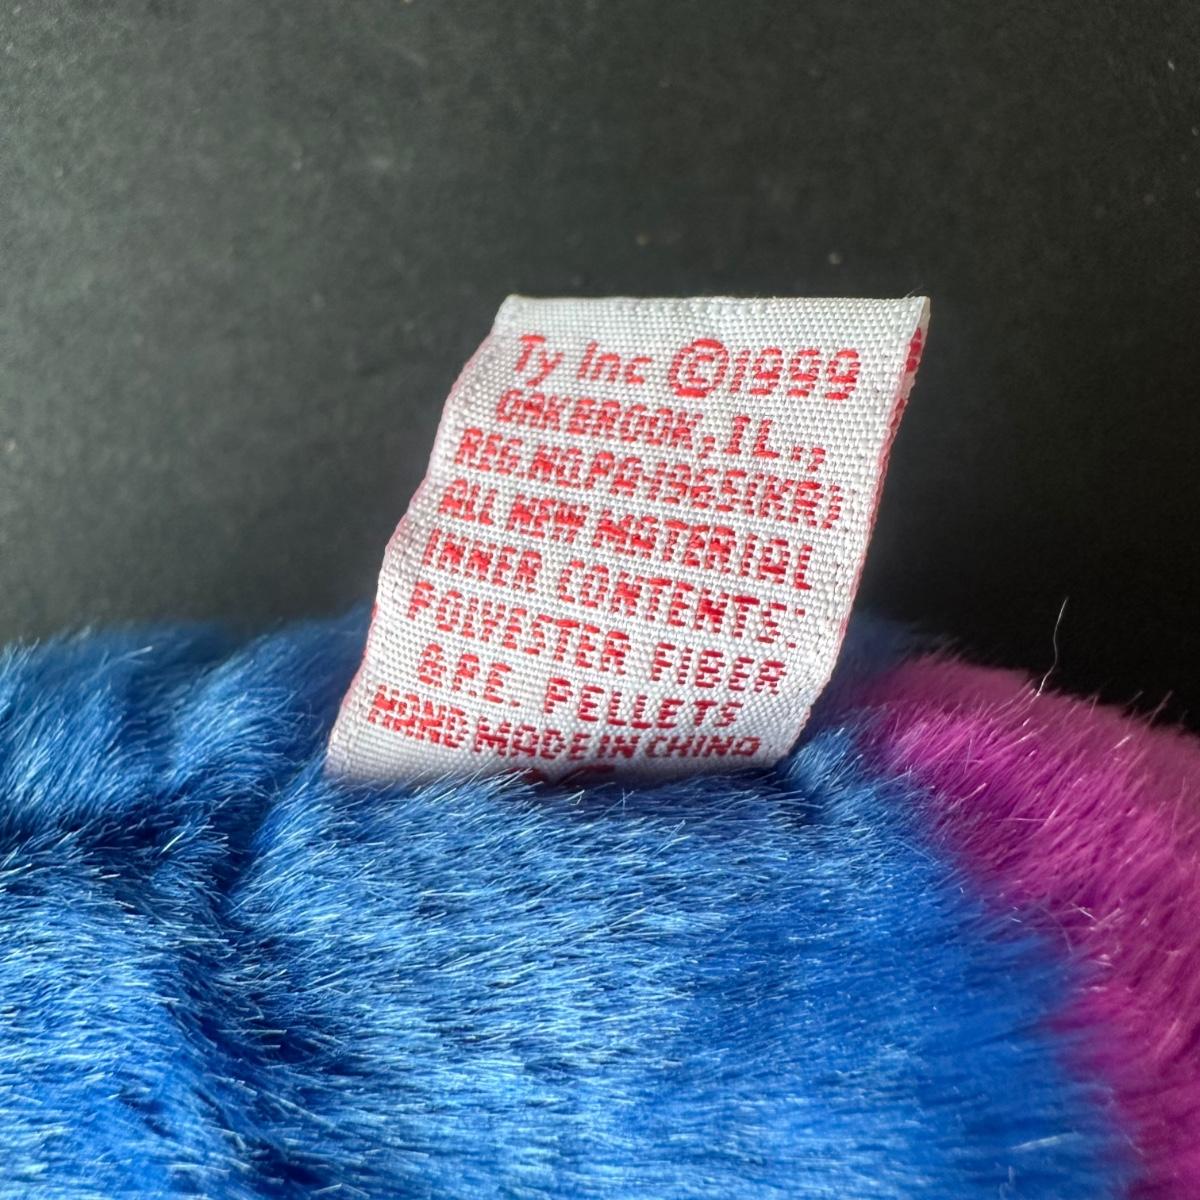 Ty Inc ©1999
OAKBROOK, IL.,
REG.NO.PA-1965(KR)
ALL NEW MATERIAL
INNER CONTENTS:
POLYESTER FIBER
& P.E. PELLETS
HAND MADE IN CHINA